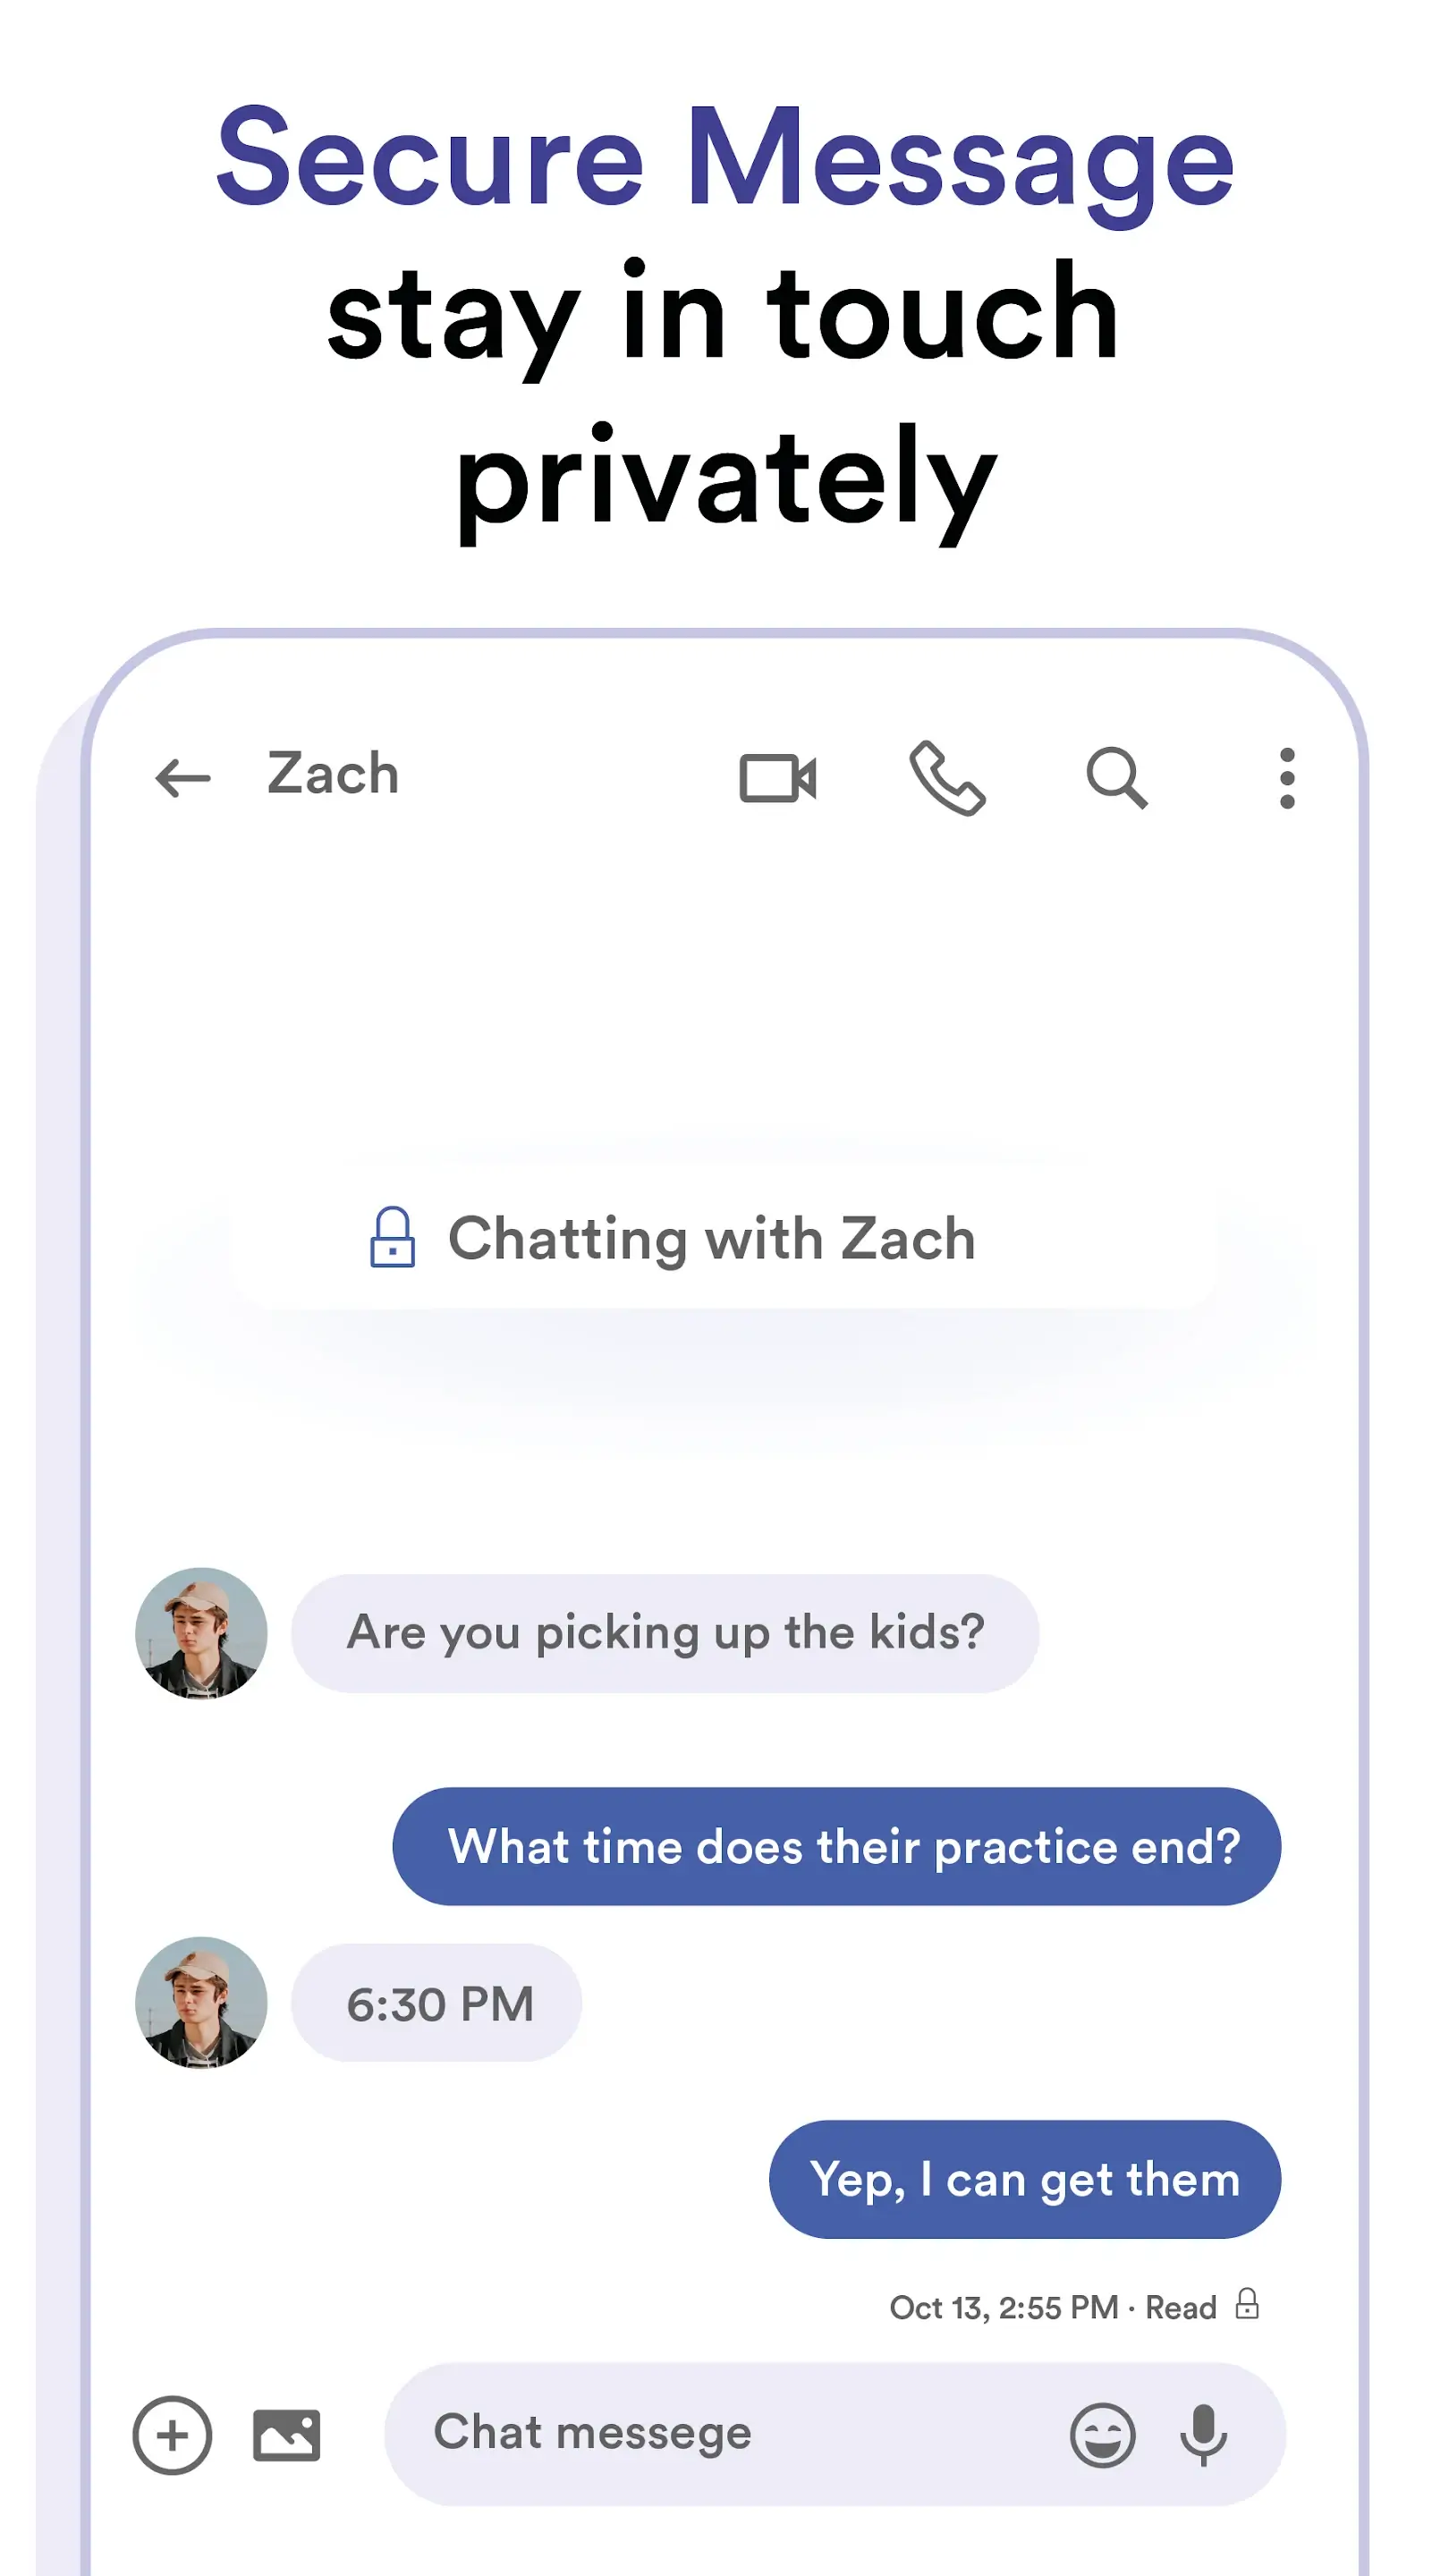 Secure Message
stay in touch
privately
Zach
Chatting with Zach
Are you picking up the kids?
What time does their practice end?
6:30 PM
Yep, I can get them
Oct 13, 2:55 PM · Read
Chat messege